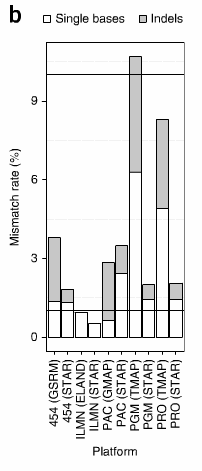 b
Single bases
Indels
Mismatch rate (%)
9
6
3
0
454 (GSRM)
454 (STAR)
ILMN (ELAND)
ILMN (STAR)
PAC (GMAP)
PAC (STAR)
PGM (TMAP)
PGM (STAR)
PRO (TMAP)
PRO (STAR)
Platform